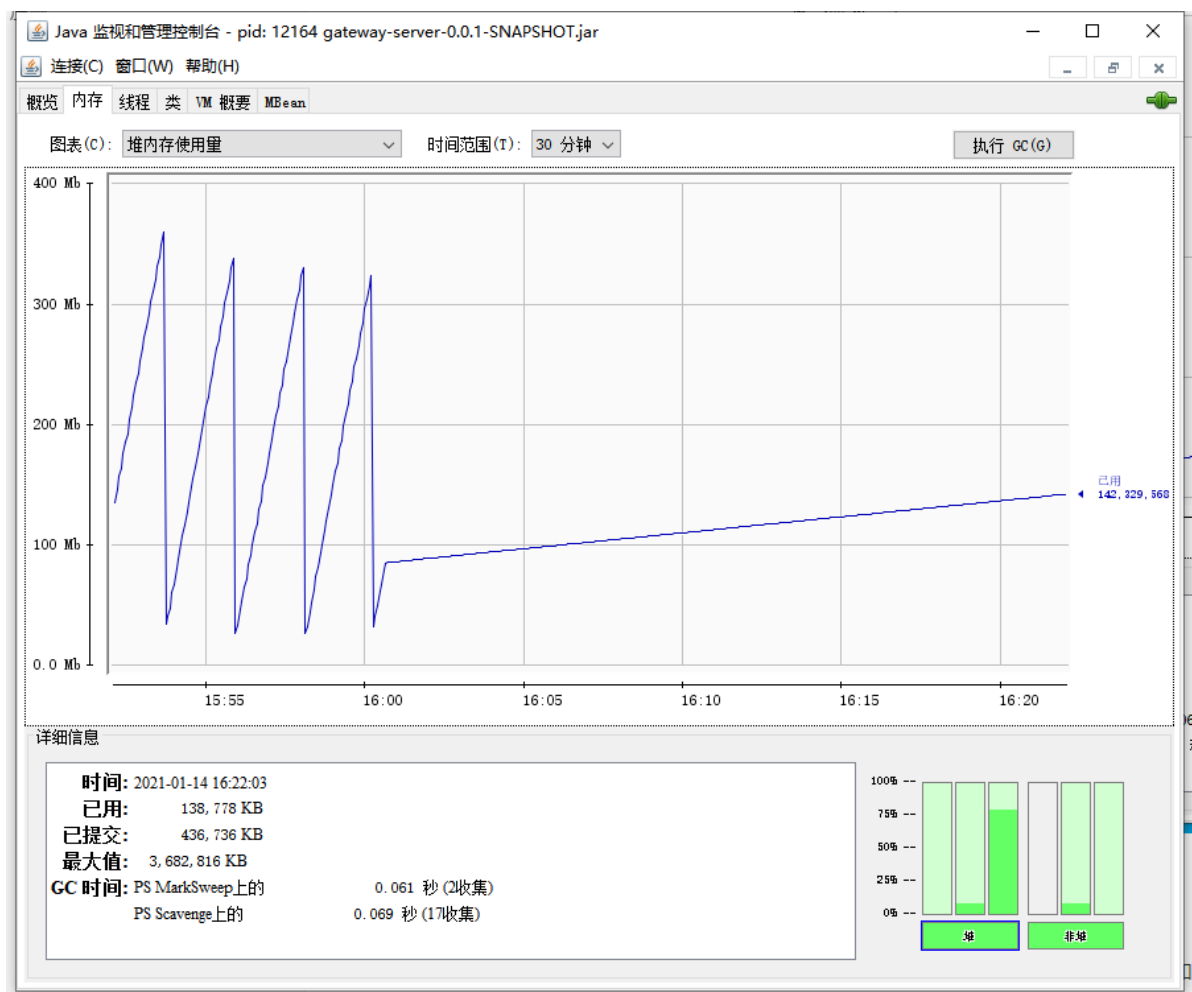 Java 监视和管理控制台 - pid: 12164 gateway-server-0.0.1-SNAPSHOT.jar
连接(C) 窗口(W) 帮助(H)
概览 内存 线程 类 VM 概要 MBean
图表(C): 堆内存使用量 时间范围(T): 30 分钟 执行 GC(G)
400 Mb
300 Mb
200 Mb
100 Mb
0.0 Mb
已用
142,329,568
15:55 16:00 16:05 16:10 16:15 16:20
详细信息
时间: 2021-01-14 16:22:03
已用: 138,778 KB
已提交: 436,736 KB
最大值: 3,682,816 KB
GC 时间: PS MarkSweep上的 0.061 秒 (2收集)
PS Scavenge上的 0.069 秒 (17收集)
100% --
75% --
50% --
25% --
0% --
堆 非堆